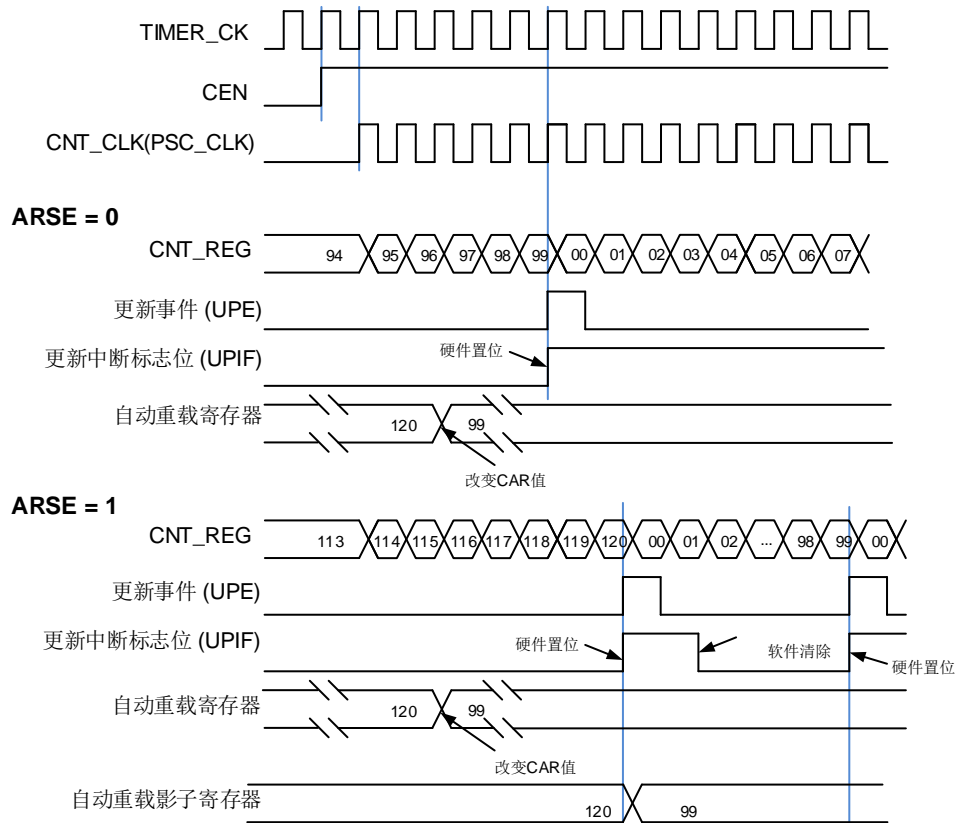 TIMER_CK
CEN
CNT_CLK(PSC_CLK)
ARSE = 0
CNT_REG 94 95 96 97 98 99 00 01 02 03 04 05 06 07
更新事件 (UPE)
更新中断标志位 (UPIF) 硬件置位
自动重载寄存器 120 99
改变CAR值
ARSE = 1
CNT_REG 113 114 115 116 117 118 119 120 00 01 02 ... 98 99 00
更新事件 (UPE)
更新中断标志位 (UPIF) 硬件置位 软件清除 硬件置位
自动重载寄存器 120 99
改变CAR值
自动重载影子寄存器 120 99